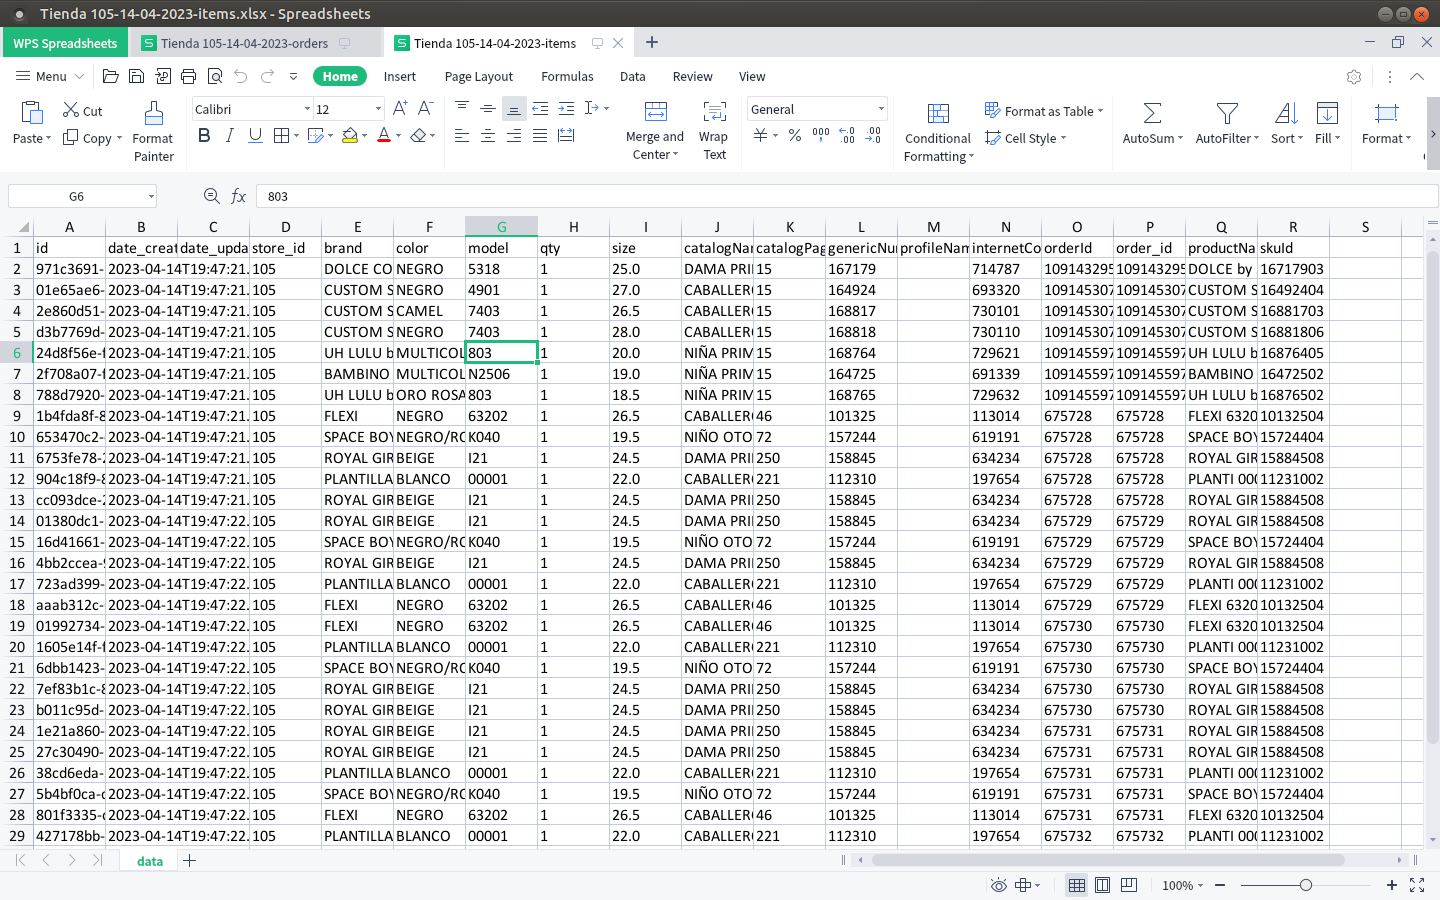 Tienda 105-14-04-2023-items.xlsx - Spreadsheets
WPS Spreadsheets Tienda 105-14-04-2023-orders Tienda 105-14-04-2023-items
Menu Home Insert Page Layout Formulas Data Review View
Paste Cut Copy Format Painter Calibri 12 Merge and Center Wrap Text General Conditional Formatting Format as Table Cell Style AutoSum AutoFilter Sort Fill Format
G6 fx 803
A B C D E F G H I J K L M N O P Q R S
1 id date_creat date_upda store_id brand color model qty size catalogNam catalogPag genericNu profileNam internetCo orderId order_id productNa skuId
2 971c3691- 2023-04-14T19:47:21. 105 DOLCE CO NEGRO 5318 1 25.0 DAMA PRI 15 167179 714787 109143295 109143295 DOLCE by 16717903
3 01e65ae6- 2023-04-14T19:47:21. 105 CUSTOM S NEGRO 4901 1 27.0 CABALLER 15 164924 693320 109145307 109145307 CUSTOM S 16492404
4 2e860d51- 2023-04-14T19:47:21. 105 CUSTOM S CAMEL 7403 1 26.5 CABALLER 15 168817 730101 109145307 109145307 CUSTOM S 16881703
5 d3b7769d- 2023-04-14T19:47:21. 105 CUSTOM S NEGRO 7403 1 28.0 CABALLER 15 168818 730110 109145307 109145307 CUSTOM S 16881806
6 24d8f56e-f 2023-04-14T19:47:21. 105 UH LULU b MULTICOL 803 1 20.0 NIÑA PRIM 15 168764 729621 109145597 109145597 UH LULU b 16876405
7 2f708a07-f 2023-04-14T19:47:21. 105 BAMBINO MULTICOL N2506 1 19.0 NIÑA PRIM 15 164725 691339 109145597 109145597 BAMBINO 16472502
8 788d7920- 2023-04-14T19:47:21. 105 UH LULU b ORO ROSA 803 1 18.5 NIÑA PRIM 15 168765 729632 109145597 109145597 UH LULU b 16876502
9 1b4fda8f-8 2023-04-14T19:47:21. 105 FLEXI NEGRO 63202 1 26.5 CABALLER 46 101325 113014 675728 675728 FLEXI 6320 10132504
10 653470c2- 2023-04-14T19:47:21. 105 SPACE BOY NEGRO/RO K040 1 19.5 NIÑO OTO 72 157244 619191 675728 675728 SPACE BOY 15724404
11 6753fe78-2 2023-04-14T19:47:21. 105 ROYAL GIR BEIGE I21 1 24.5 DAMA PRI 250 158845 634234 675728 675728 ROYAL GIR 15884508
12 904c18f9-8 2023-04-14T19:47:21. 105 PLANTILLA BLANCO 00001 1 22.0 CABALLER 221 112310 197654 675728 675728 PLANTI 000 11231002
13 cc093dce-2 2023-04-14T19:47:21. 105 ROYAL GIR BEIGE I21 1 24.5 DAMA PRI 250 158845 634234 675728 675728 ROYAL GIR 15884508
14 01380dc1- 2023-04-14T19:47:22. 105 ROYAL GIR BEIGE I21 1 24.5 DAMA PRI 250 158845 634234 675729 675729 ROYAL GIR 15884508
15 16d41661- 2023-04-14T19:47:22. 105 SPACE BOY NEGRO/RO K040 1 19.5 NIÑO OTO 72 157244 619191 675729 675729 SPACE BOY 15724404
16 4bb2ccea-9 2023-04-14T19:47:22. 105 ROYAL GIR BEIGE I21 1 24.5 DAMA PRI 250 158845 634234 675729 675729 ROYAL GIR 15884508
17 723ad399- 2023-04-14T19:47:22. 105 PLANTILLA BLANCO 00001 1 22.0 CABALLER 221 112310 197654 675729 675729 PLANTI 000 11231002
18 aaab312c- 2023-04-14T19:47:22. 105 FLEXI NEGRO 63202 1 26.5 CABALLER 46 101325 113014 675729 675729 FLEXI 6320 10132504
19 01992734- 2023-04-14T19:47:22. 105 FLEXI NEGRO 63202 1 26.5 CABALLER 46 101325 113014 675730 675730 FLEXI 6320 10132504
20 1605e14f-f 2023-04-14T19:47:22. 105 PLANTILLA BLANCO 00001 1 22.0 CABALLER 221 112310 197654 675730 675730 PLANTI 000 11231002
21 6dbb1423- 2023-04-14T19:47:22. 105 SPACE BOY NEGRO/RO K040 1 19.5 NIÑO OTO 72 157244 619191 675730 675730 SPACE BOY 15724404
22 7ef83b1c-8 2023-04-14T19:47:22. 105 ROYAL GIR BEIGE I21 1 24.5 DAMA PRI 250 158845 634234 675730 675730 ROYAL GIR 15884508
23 b011c95d- 2023-04-14T19:47:22. 105 ROYAL GIR BEIGE I21 1 24.5 DAMA PRI 250 158845 634234 675730 675730 ROYAL GIR 15884508
24 1e21a860- 2023-04-14T19:47:22. 105 ROYAL GIR BEIGE I21 1 24.5 DAMA PRI 250 158845 634234 675731 675731 ROYAL GIR 15884508
25 27c30490- 2023-04-14T19:47:22. 105 ROYAL GIR BEIGE I21 1 24.5 DAMA PRI 250 158845 634234 675731 675731 ROYAL GIR 15884508
26 38cd6eda- 2023-04-14T19:47:22. 105 PLANTILLA BLANCO 00001 1 22.0 CABALLER 221 112310 197654 675731 675731 PLANTI 000 11231002
27 5b4bf0ca-c 2023-04-14T19:47:22. 105 SPACE BOY NEGRO/RO K040 1 19.5 NIÑO OTO 72 157244 619191 675731 675731 SPACE BOY 15724404
28 801f3335-c 2023-04-14T19:47:22. 105 FLEXI NEGRO 63202 1 26.5 CABALLER 46 101325 113014 675731 675731 FLEXI 6320 10132504
29 427178bb- 2023-04-14T19:47:22. 105 PLANTILLA BLANCO 00001 1 22.0 CABALLER 221 112310 197654 675732 675732 PLANTI 000 11231002
data
100%